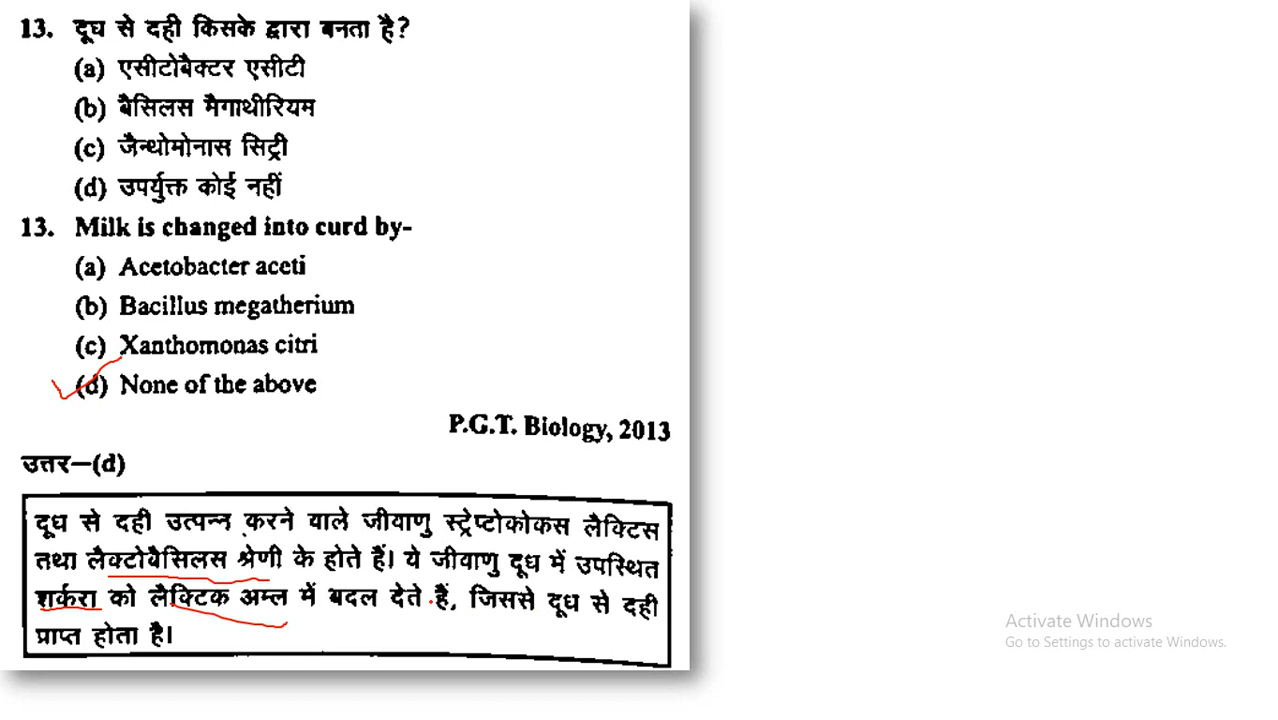 13. दूध से दही किसके द्वारा बनता है?
(a) एसीटोबैक्टर एसीटी
(b) बैसिलस मैगाथीरियम
(c) जैन्थोमोनास सिट्री
(d) उपर्युक्त कोई नहीं
13. Milk is changed into curd by-
(a) Acetobacter aceti
(b) Bacillus megatherium
(c) Xanthomonas citri
(d) None of the above
P.G.T. Biology, 2013
उत्तर–(d)
दूध से दही उत्पन्न करने वाले जीवाणु स्ट्रेप्टोकोकस लैक्टिस
तथा लैक्टोबैसिलस श्रेणी के होते हैं। ये जीवाणु दूध में उपस्थित
शर्करा को लैक्टिक अम्ल में बदल देते हैं, जिससे दूध से दही
प्राप्त होता है।
Activate Windows
Go to Settings to activate Windows.